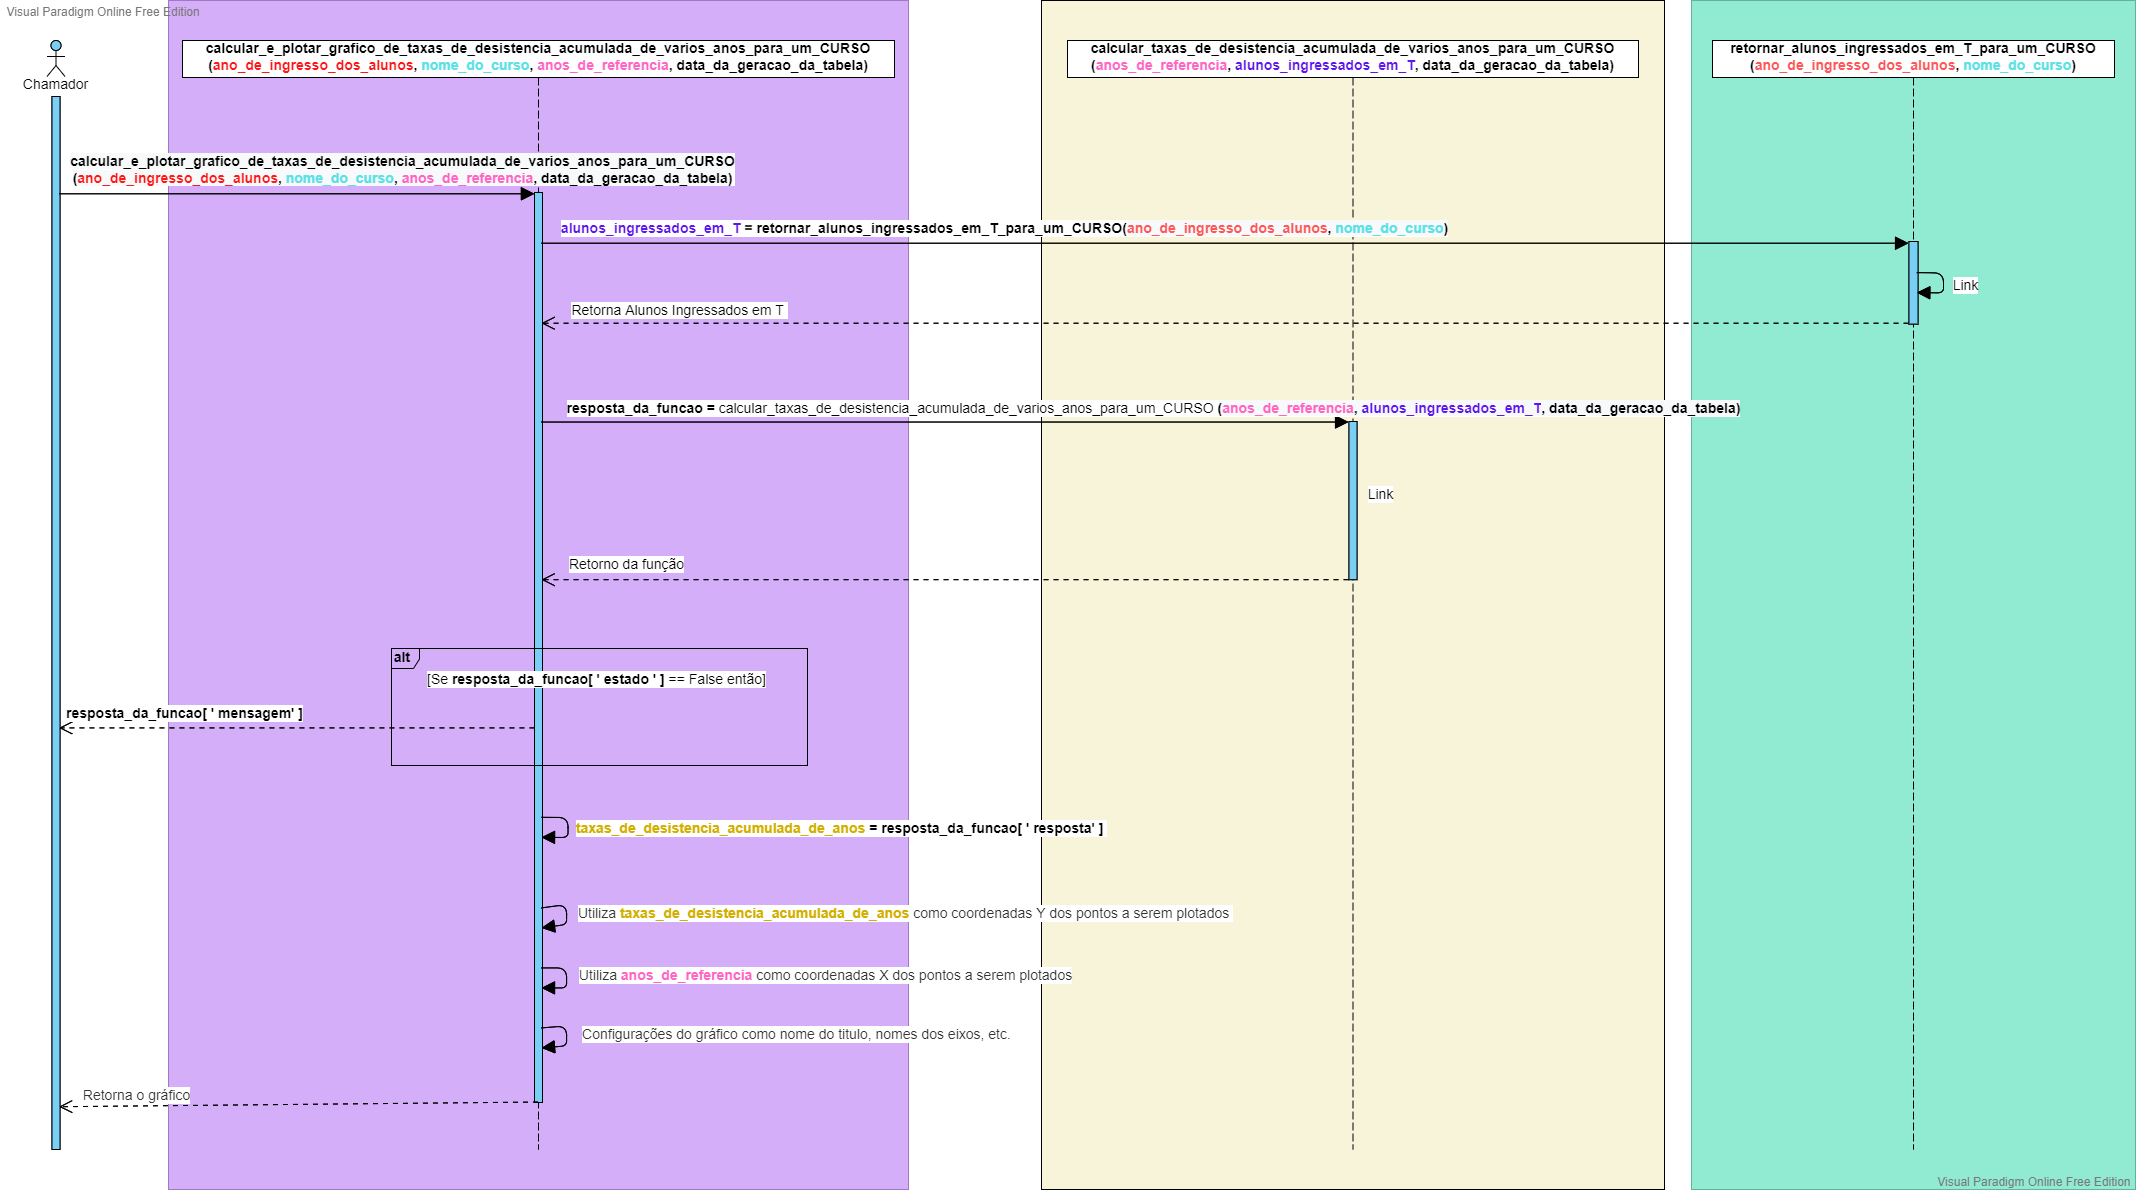 Visual Paradigm Online Free Edition
Chamador
calcular_e_plotar_grafico_de_taxas_de_desistencia_acumulada_de_varios_anos_para_um_CURSO
(ano_de_ingresso_dos_alunos, nome_do_curso, anos_de_referencia, data_da_geracao_da_tabela)
calcular_taxas_de_desistencia_acumulada_de_varios_anos_para_um_CURSO
(anos_de_referencia, alunos_ingressados_em_T, data_da_geracao_da_tabela)
retornar_alunos_ingressados_em_T_para_um_CURSO
(ano_de_ingresso_dos_alunos, nome_do_curso)
calcular_e_plotar_grafico_de_taxas_de_desistencia_acumulada_de_varios_anos_para_um_CURSO
(ano_de_ingresso_dos_alunos, nome_do_curso, anos_de_referencia, data_da_geracao_da_tabela)
alunos_ingressados_em_T = retornar_alunos_ingressados_em_T_para_um_CURSO(ano_de_ingresso_dos_alunos, nome_do_curso)
Link
Retorna Alunos Ingressados em T
resposta_da_funcao = calcular_taxas_de_desistencia_acumulada_de_varios_anos_para_um_CURSO (anos_de_referencia, alunos_ingressados_em_T, data_da_geracao_da_tabela)
Link
Retorno da função
alt
[Se resposta_da_funcao[ ' estado ' ] == False então]
resposta_da_funcao[ ' mensagem' ]
taxas_de_desistencia_acumulada_de_anos = resposta_da_funcao[ ' resposta' ]
Utiliza taxas_de_desistencia_acumulada_de_anos como coordenadas Y dos pontos a serem plotados
Utiliza anos_de_referencia como coordenadas X dos pontos a serem plotados
Configurações do gráfico como nome do titulo, nomes dos eixos, etc.
Retorna o gráfico
Visual Paradigm Online Free Edition